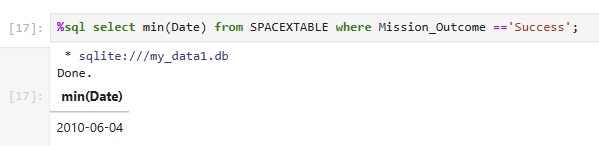 [17]: %sql select min(Date) from SPACEXTABLE where Mission_Outcome =='Success';
* sqlite:///my_data1.db
Done.
[17]: min(Date)
2010-06-04